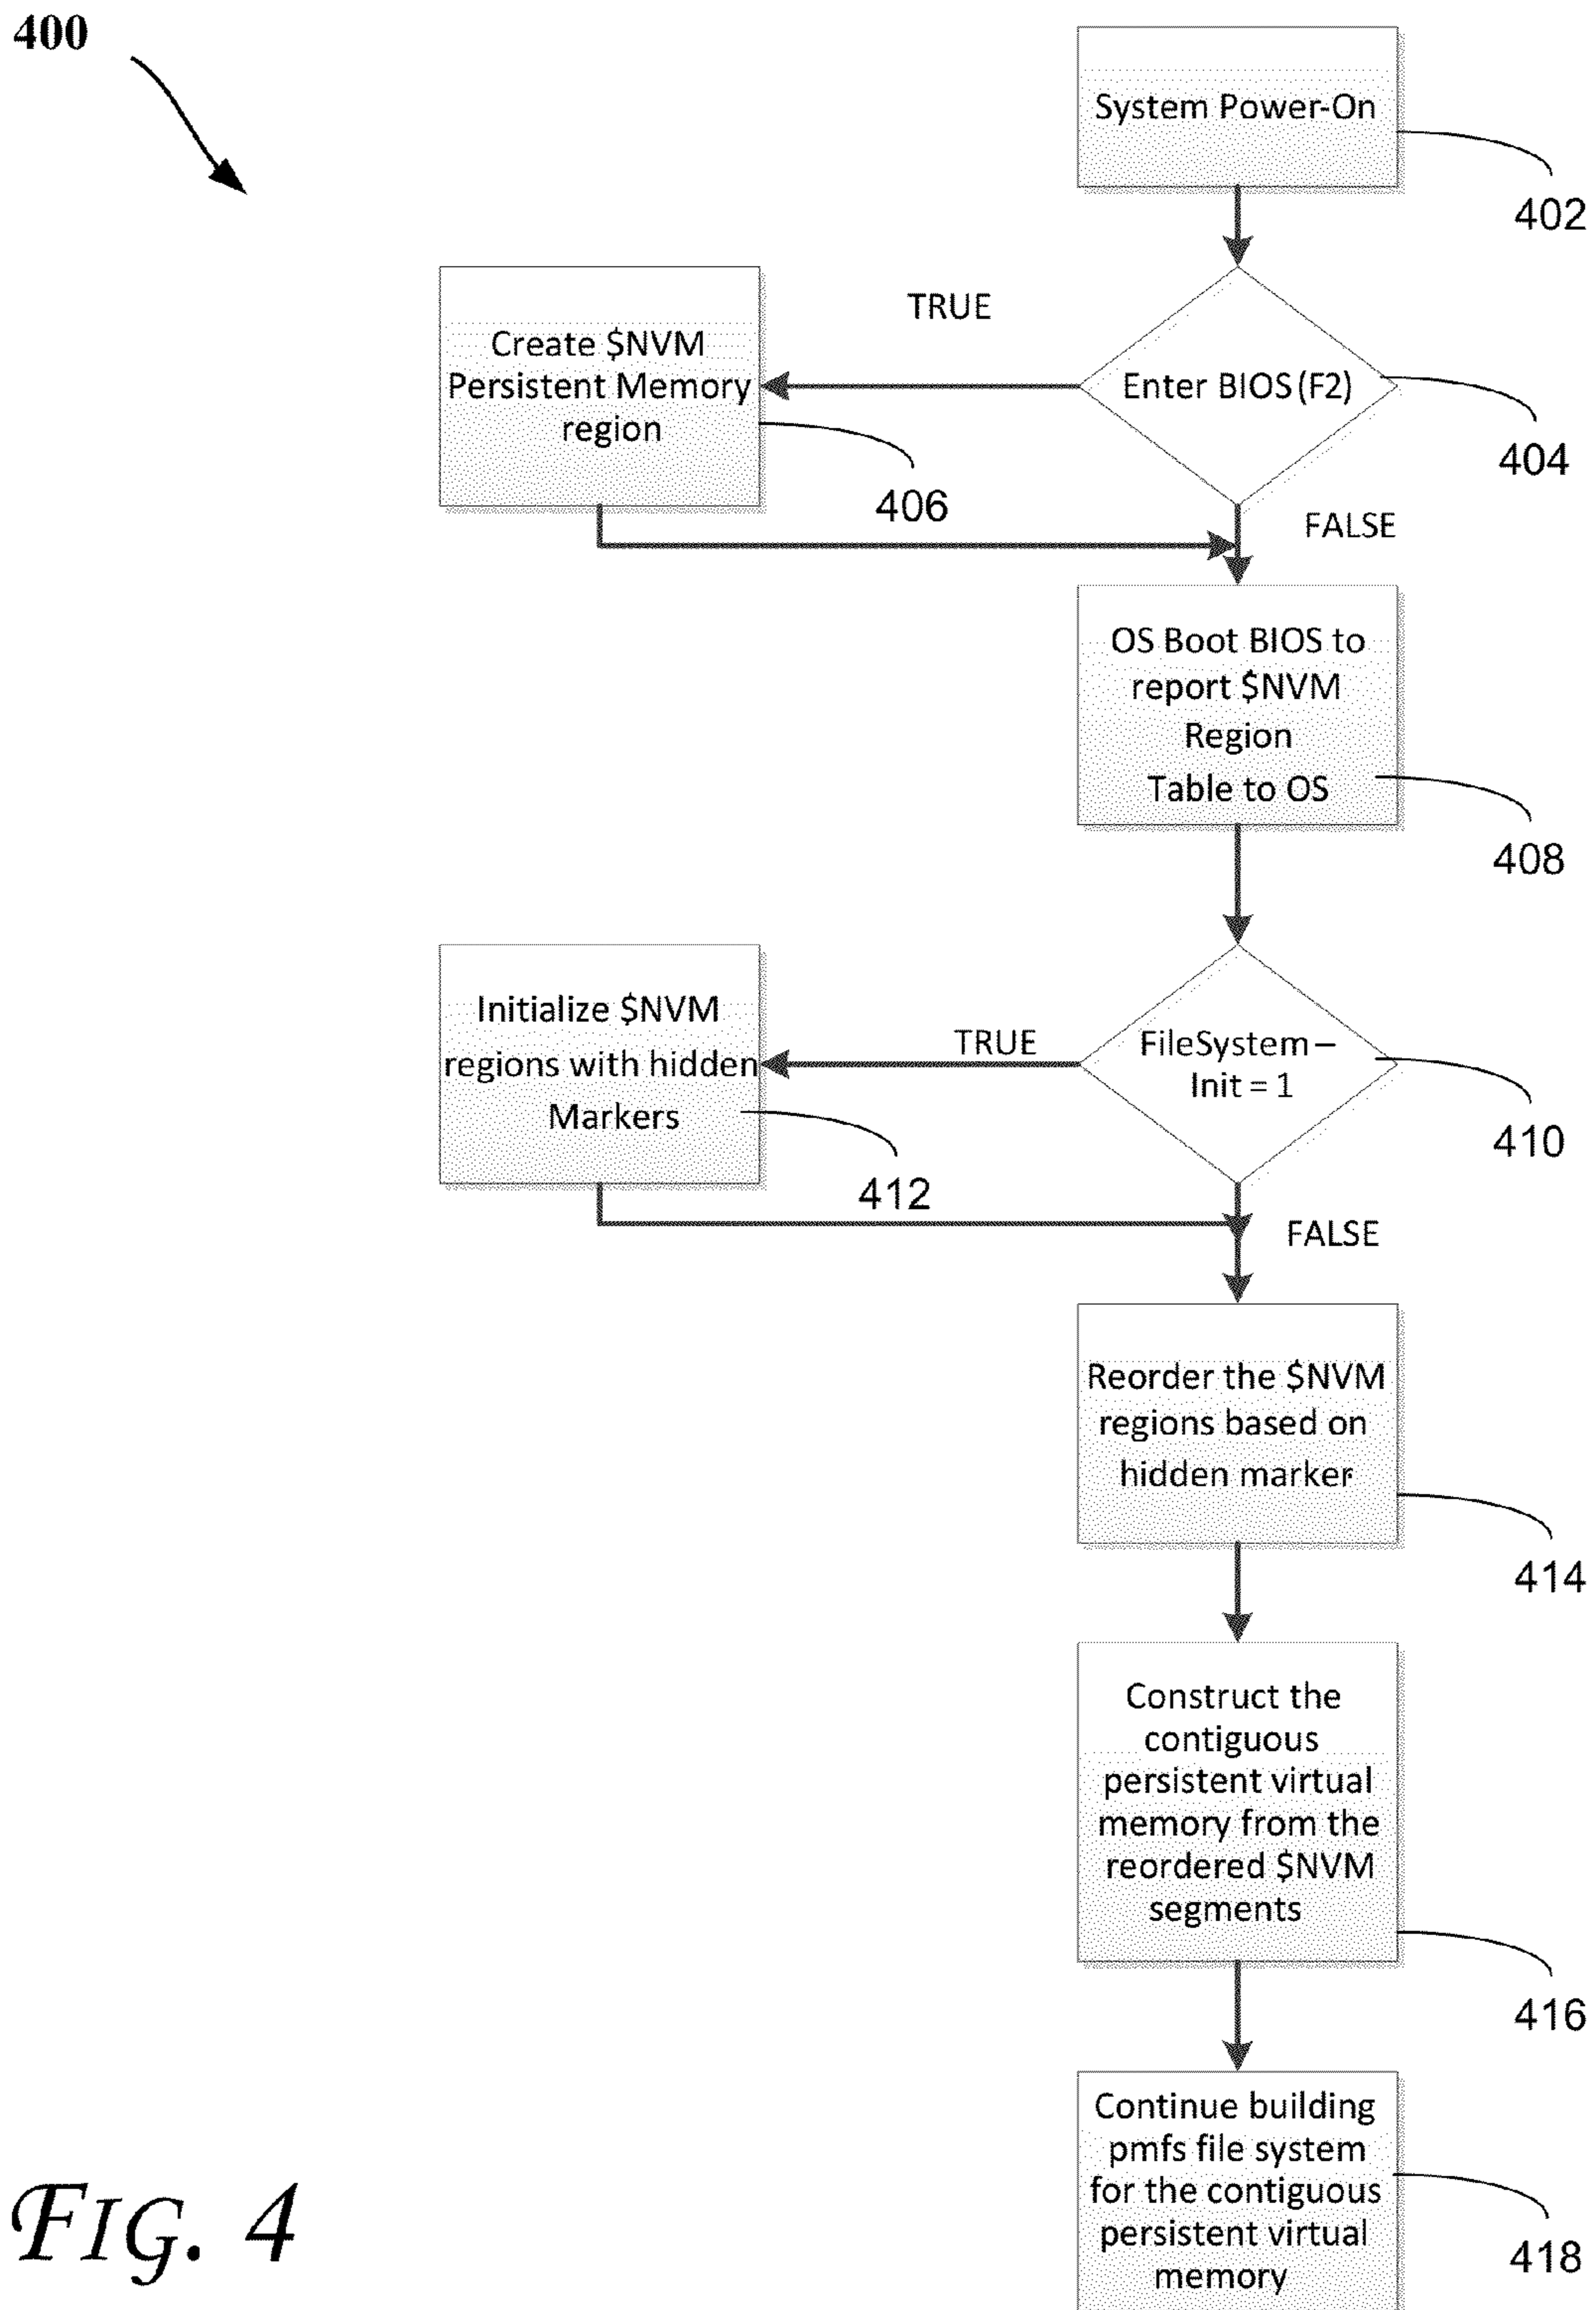 400
System Power-On
402
TRUE
Create $NVM
Persistent Memory
region
Enter BIOS (F2)
404
406
FALSE
OS Boot BIOS to
report $NVM
Region
Table to OS
408
Initialize $NVM
regions with hidden
Markers
TRUE
FileSystem –
Init = 1
410
412
FALSE
Reorder the $NVM
regions based on
hidden marker
414
Construct the
contiguous
persistent virtual
memory from the
reordered $NVM
segments
416
Continue building
pmfs file system
for the contiguous
persistent virtual
memory
418
FIG. 4